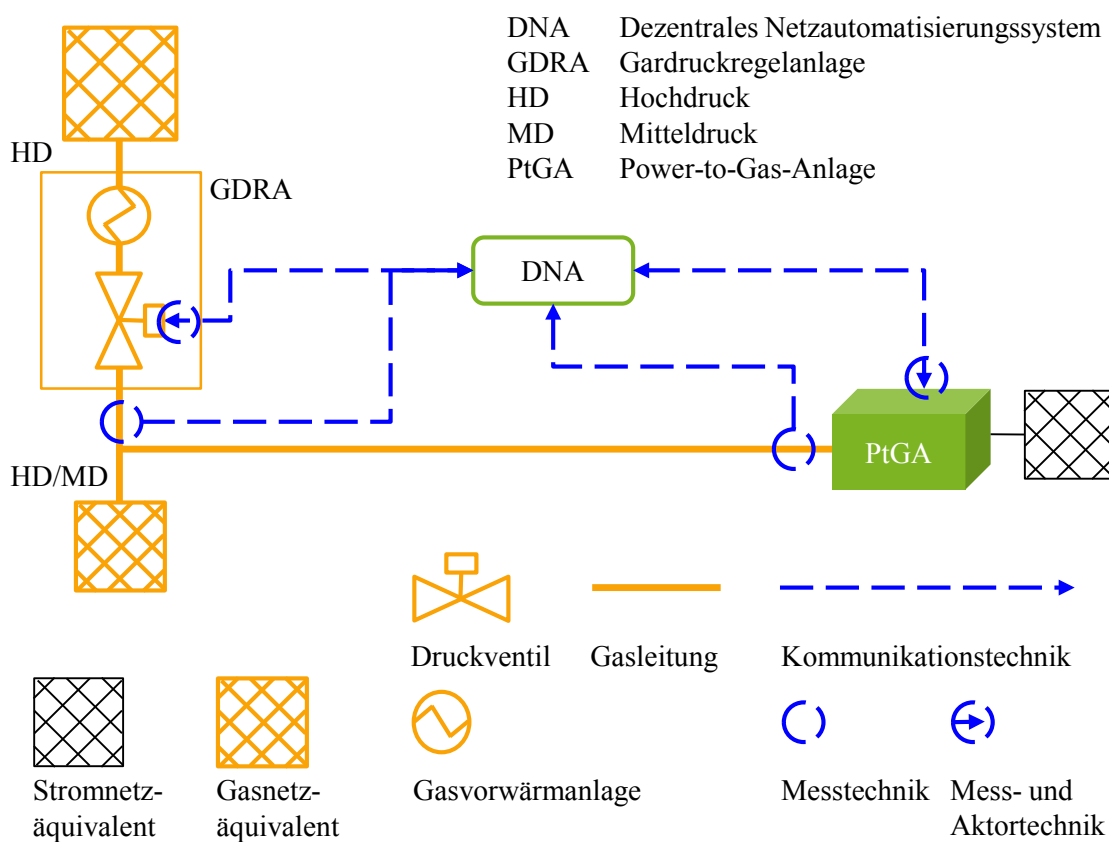 DNA Dezentrales Netzautomatisierungssystem
GDRA Gardruckregelanlage
HD Hochdruck
MD Mitteldruck
PtGA Power-to-Gas-Anlage
HD
GDRA
DNA
HD/MD
PtGA
Druckventil
Gasleitung
Kommunikationstechnik
Stromnetz-
äquivalent
Gasnetz-
äquivalent
Gasvorwärmanlage
Messtechnik
Mess- und
Aktortechnik